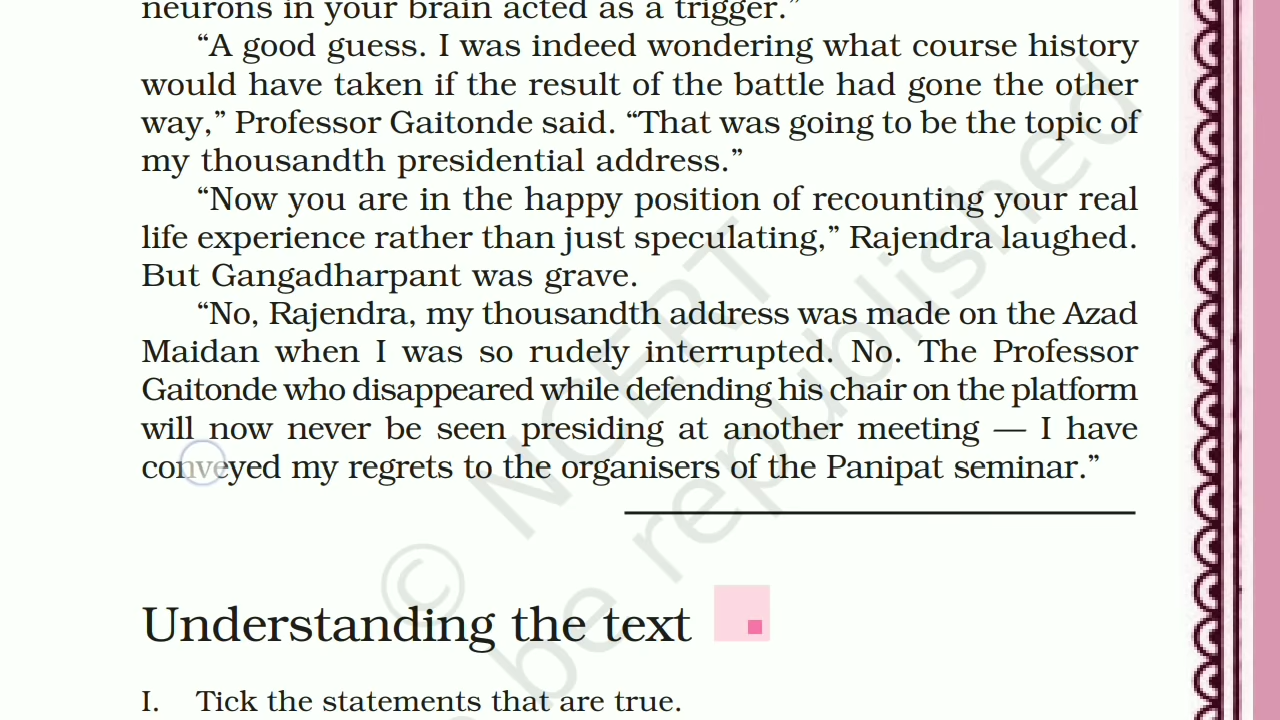 neurons in your brain acted as a trigger.”
“A good guess. I was indeed wondering what course history
would have taken if the result of the battle had gone the other
way,” Professor Gaitonde said. “That was going to be the topic of
my thousandth presidential address.”
“Now you are in the happy position of recounting your real
life experience rather than just speculating,” Rajendra laughed.
But Gangadharpant was grave.
“No, Rajendra, my thousandth address was made on the Azad
Maidan when I was so rudely interrupted. No. The Professor
Gaitonde who disappeared while defending his chair on the platform
will now never be seen presiding at another meeting — I have
conveyed my regrets to the organisers of the Panipat seminar.”
Understanding the text
I. Tick the statements that are true.
© NCERT
be republished